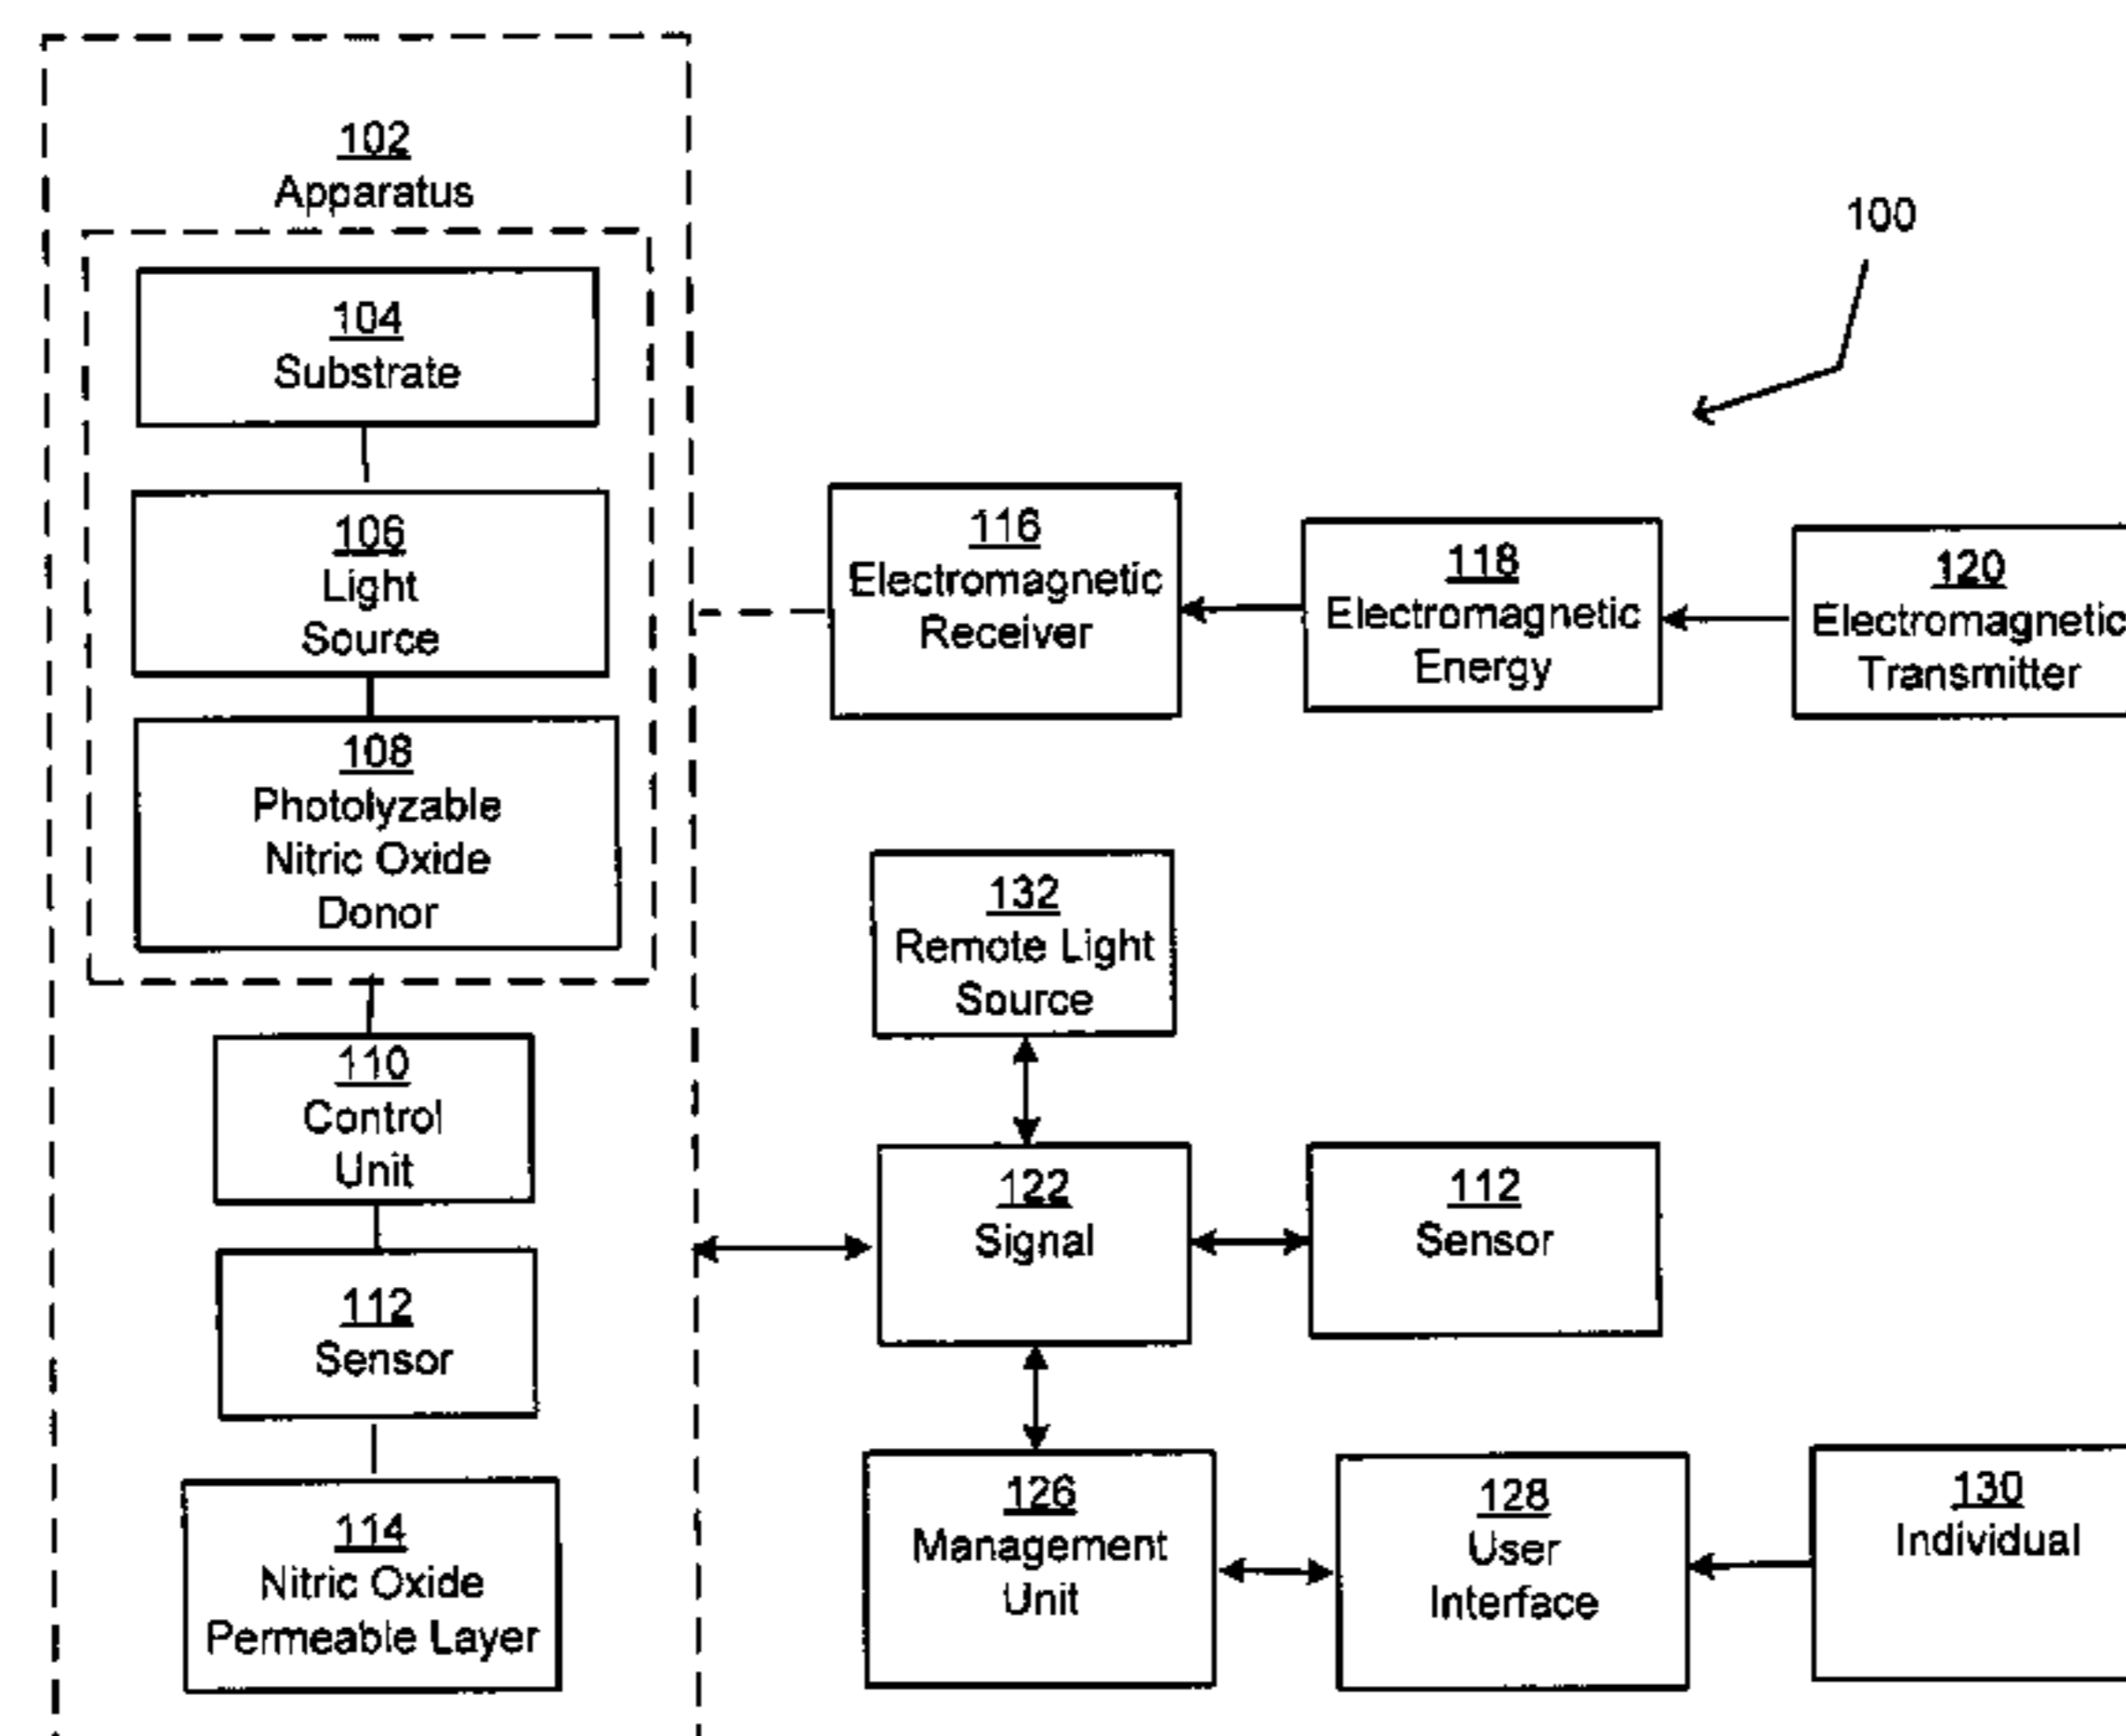 102
Apparatus
104
Substrate
106
Light
Source
108
Photolyzable
Nitric Oxide
Donor
110
Control
Unit
112
Sensor
114
Nitric Oxide
Permeable Layer
100
116
Electromagnetic
Receiver
118
Electromagnetic
Energy
120
Electromagnetic
Transmitter
132
Remote Light
Source
122
Signal
112
Sensor
126
Management
Unit
128
User
Interface
130
Individual